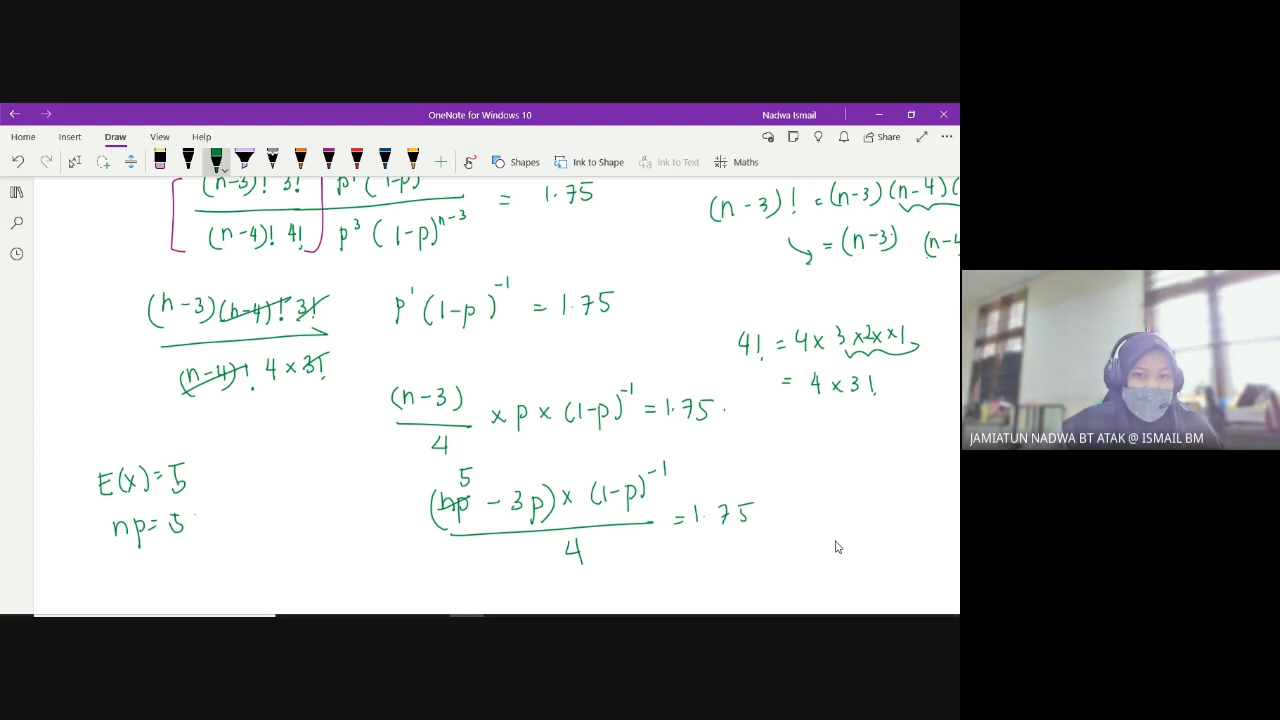 OneNote for Windows 10
Nadwa Ismail
Home Insert Draw View Help
Share
Shapes Ink to Shape Ink to Text Maths
(n-3)! 3! p¹ (1-p)
(n-4)! 4! p³ (1-p)ⁿ⁻³
= 1.75
(n-3)! = (n-3)(n-4)(
= (n-3) (n-4
(n-3)(n-4)! 3!
(n-4)! 4 × 3!
p¹ (1-p)⁻¹ = 1.75
4! = 4 × 3 × 2 × 1
= 4 × 3!
(n-3)
4
× p × (1-p)⁻¹ = 1.75
E(x) = 5
np = 5
5
(np - 3p) × (1-p)⁻¹
4
= 1.75
JAMIATUN NADWA BT ATAK @ ISMAIL BM